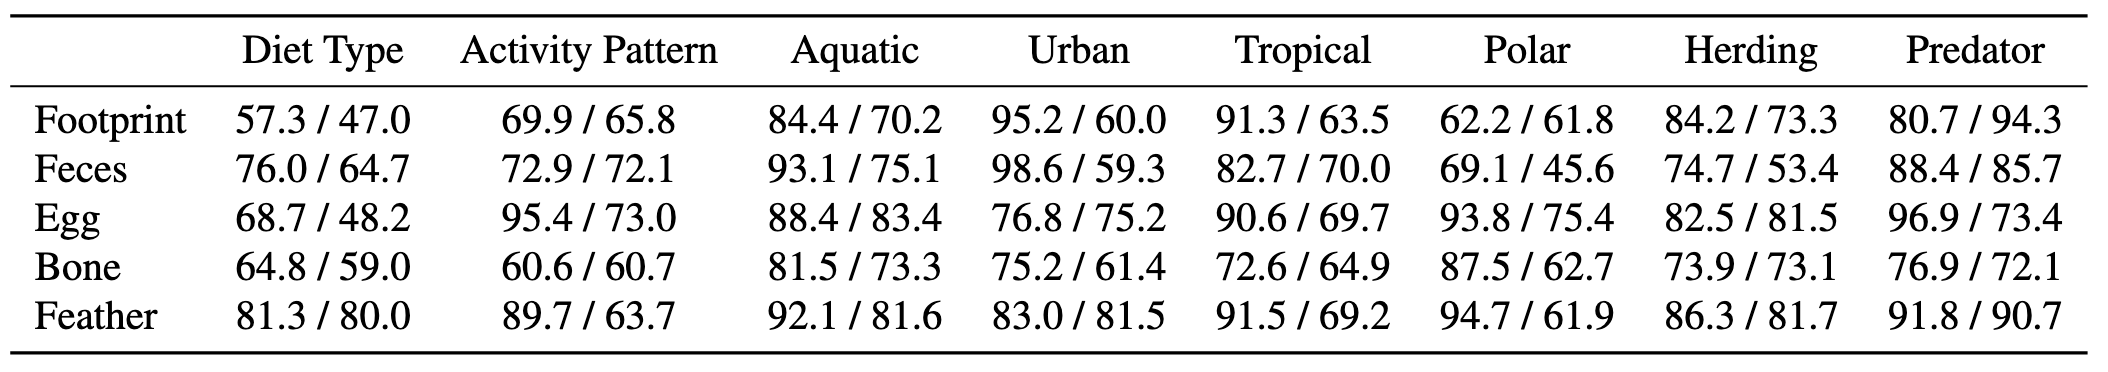 Diet Type Activity Pattern Aquatic Urban Tropical Polar Herding Predator
Footprint 57.3 / 47.0 69.9 / 65.8 84.4 / 70.2 95.2 / 60.0 91.3 / 63.5 62.2 / 61.8 84.2 / 73.3 80.7 / 94.3
Feces 76.0 / 64.7 72.9 / 72.1 93.1 / 75.1 98.6 / 59.3 82.7 / 70.0 69.1 / 45.6 74.7 / 53.4 88.4 / 85.7
Egg 68.7 / 48.2 95.4 / 73.0 88.4 / 83.4 76.8 / 75.2 90.6 / 69.7 93.8 / 75.4 82.5 / 81.5 96.9 / 73.4
Bone 64.8 / 59.0 60.6 / 60.7 81.5 / 73.3 75.2 / 61.4 72.6 / 64.9 87.5 / 62.7 73.9 / 73.1 76.9 / 72.1
Feather 81.3 / 80.0 89.7 / 63.7 92.1 / 81.6 83.0 / 81.5 91.5 / 69.2 94.7 / 61.9 86.3 / 81.7 91.8 / 90.7